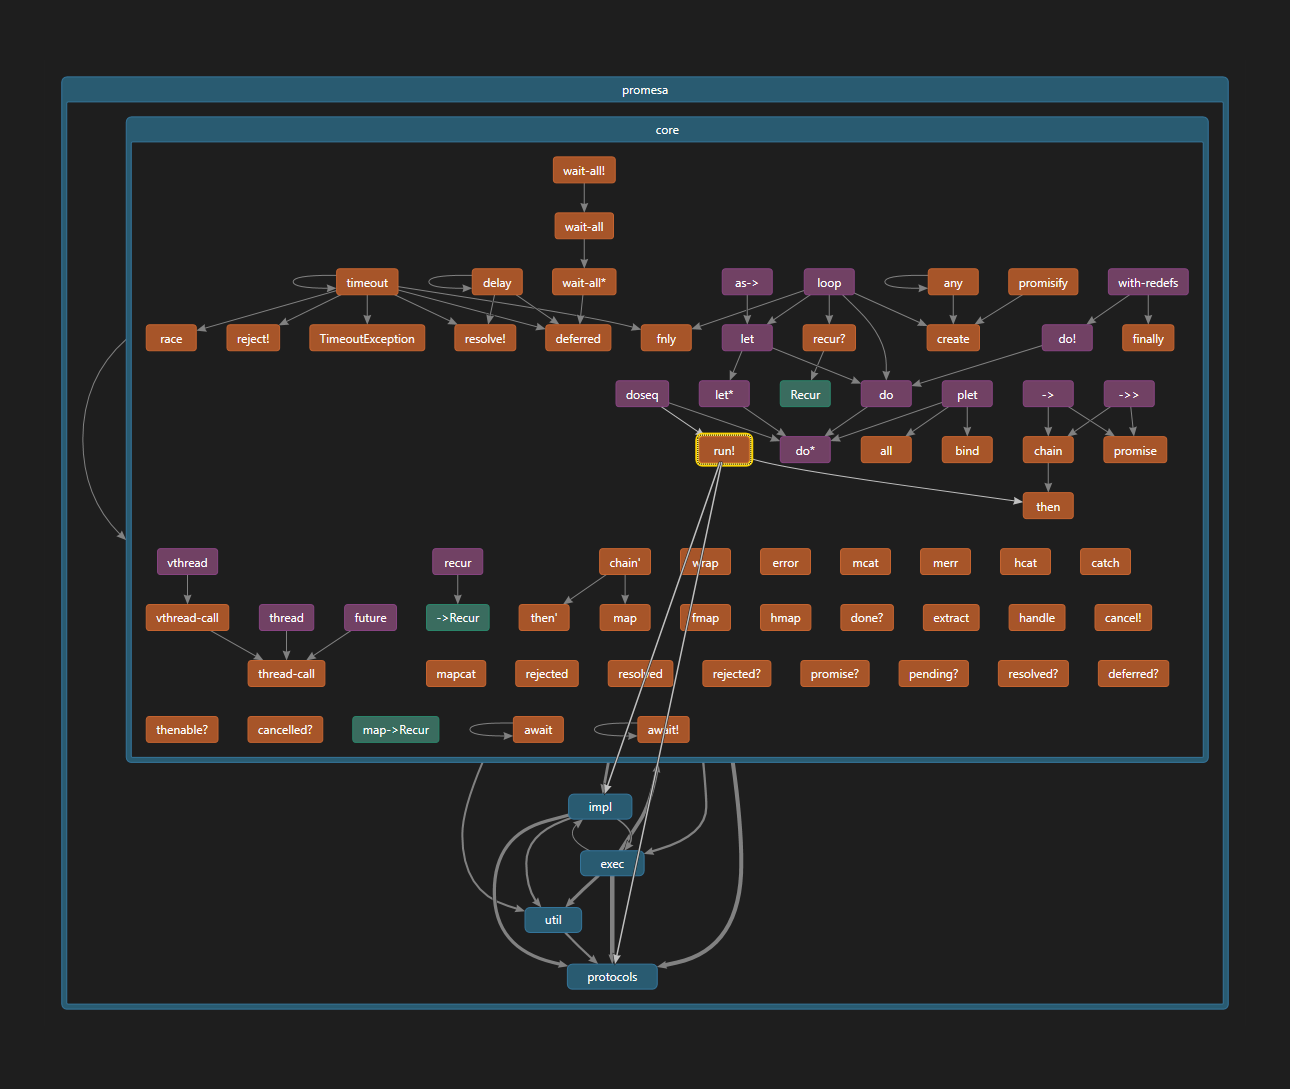 promesa
core
wait-all!
wait-all
timeout
delay
wait-all*
as->
loop
any
promisify
with-redefs
race
reject!
TimeoutException
resolve!
deferred
fnly
let
recur?
create
do!
finally
doseq
let*
Recur
do
plet
->
->>
run!
do*
all
bind
chain
promise
then
vthread
recur
chain'
wrap
error
mcat
merr
hcat
catch
vthread-call
thread
future
->Recur
then'
map
fmap
hmap
done?
extract
handle
cancel!
thread-call
mapcat
rejected
resolved
rejected?
promise?
pending?
resolved?
deferred?
thenable?
cancelled?
map->Recur
await
await!
impl
exec
util
protocols